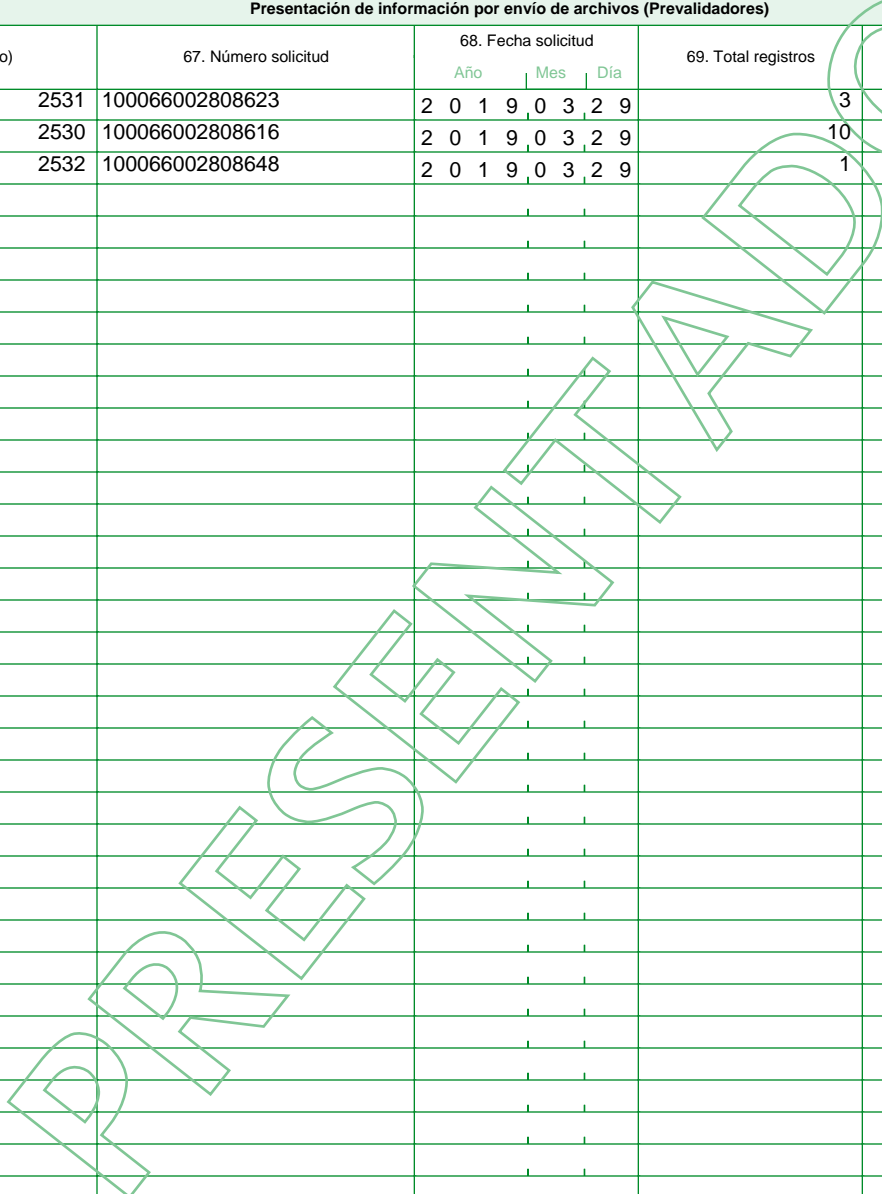 Presentación de información por envío de archivos (Prevalidadores)
o) 67. Número solicitud 68. Fecha solicitud 69. Total registros
Año Mes Día
2531 100066002808623 2 0 1 9 0 3 2 9 3
2530 100066002808616 2 0 1 9 0 3 2 9 10
2532 100066002808648 2 0 1 9 0 3 2 9 1
PRESENTADO